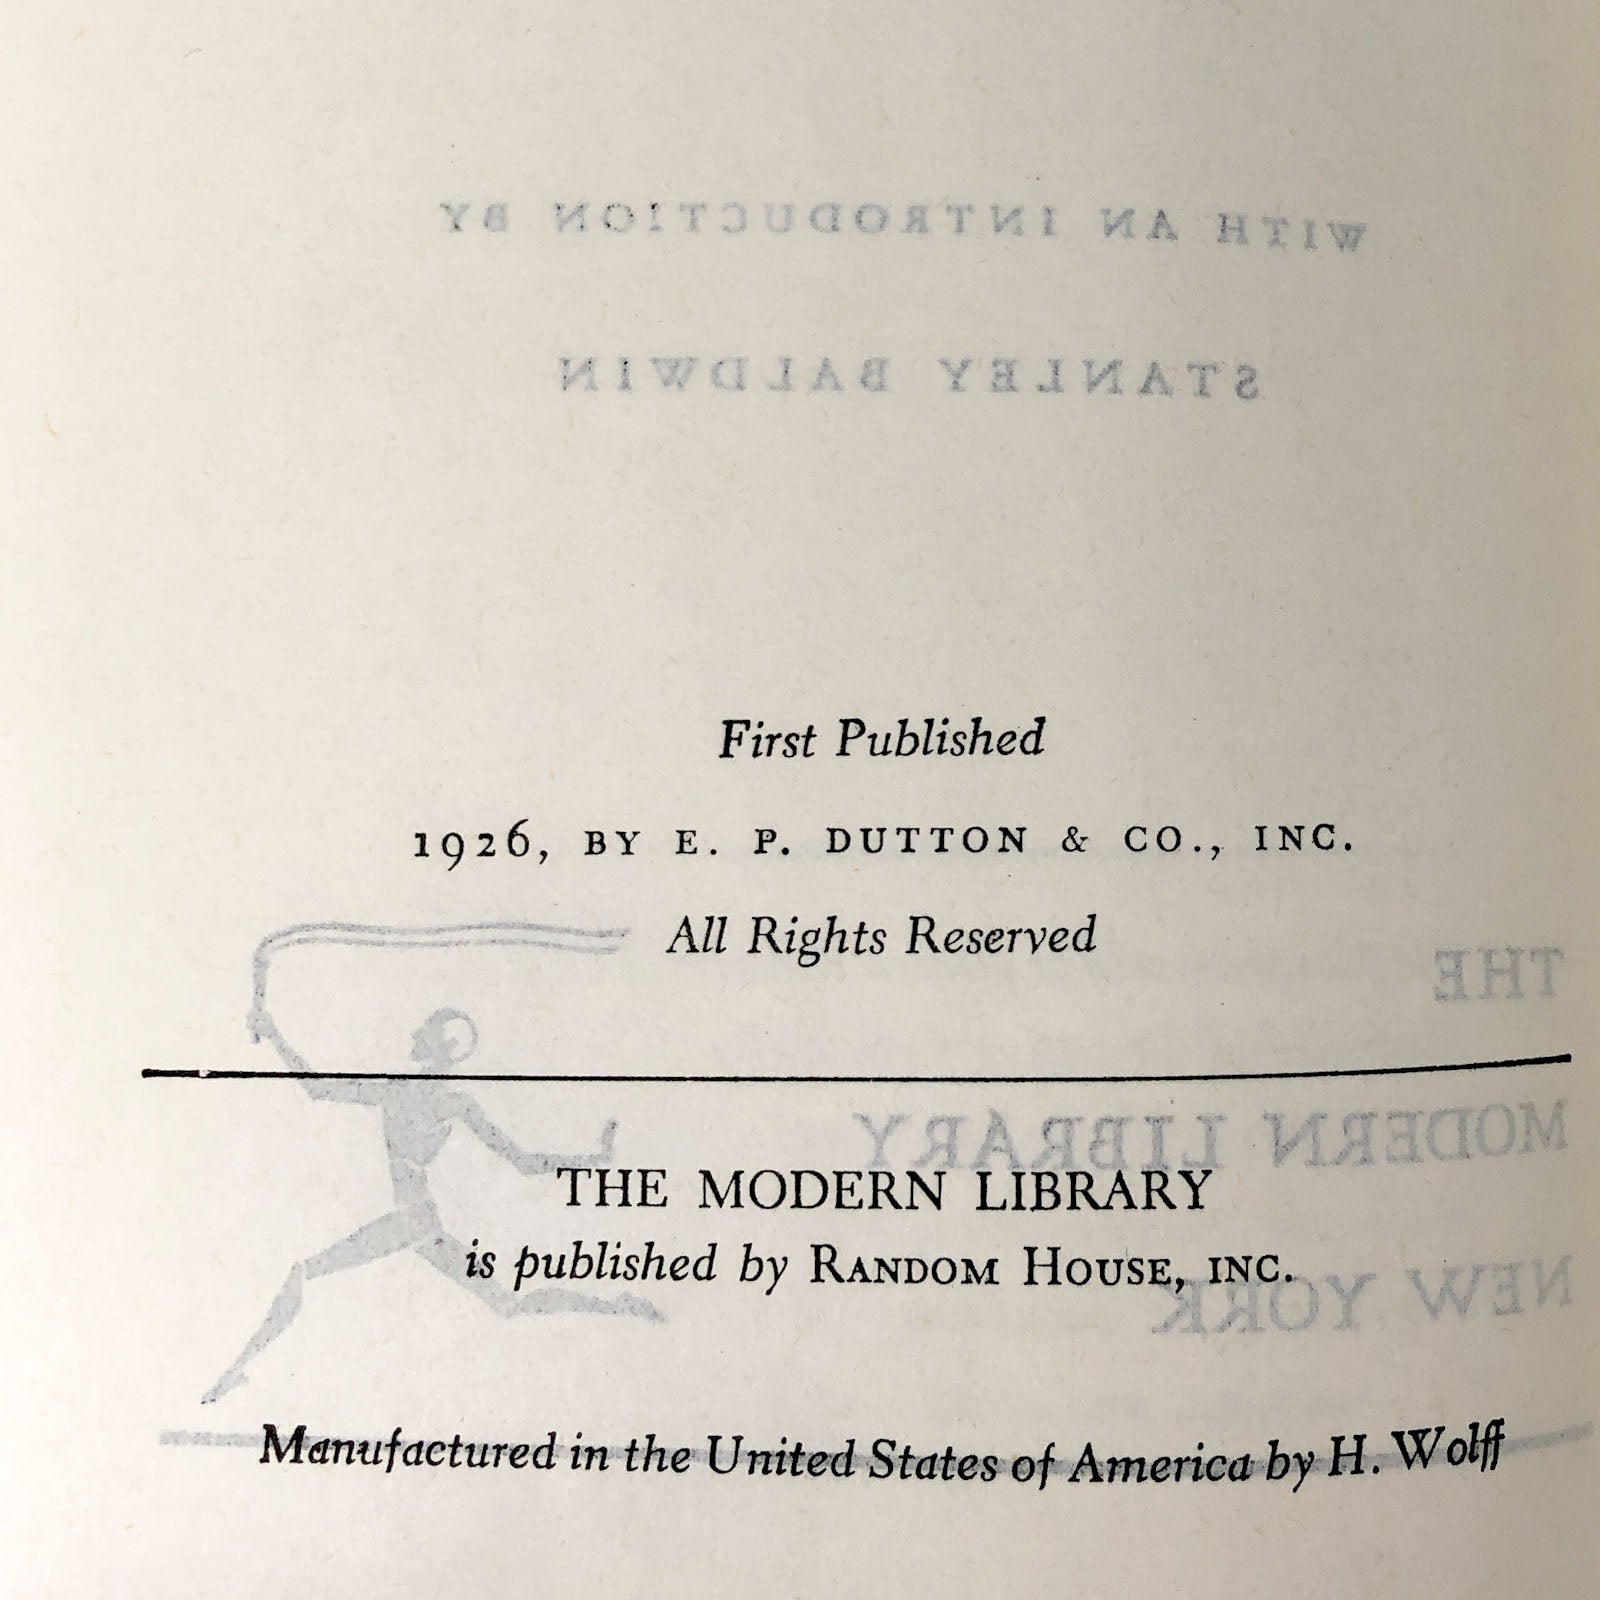 WITH AN INTRODUCTION BY
STANLEY BALDWIN
First Published
1926, BY E. P. DUTTON & CO., INC.
All Rights Reserved
THE
MODERN LIBRARY
NEW YORK
THE MODERN LIBRARY
is published by RANDOM HOUSE, INC.
Manufactured in the United States of America by H. Wolff